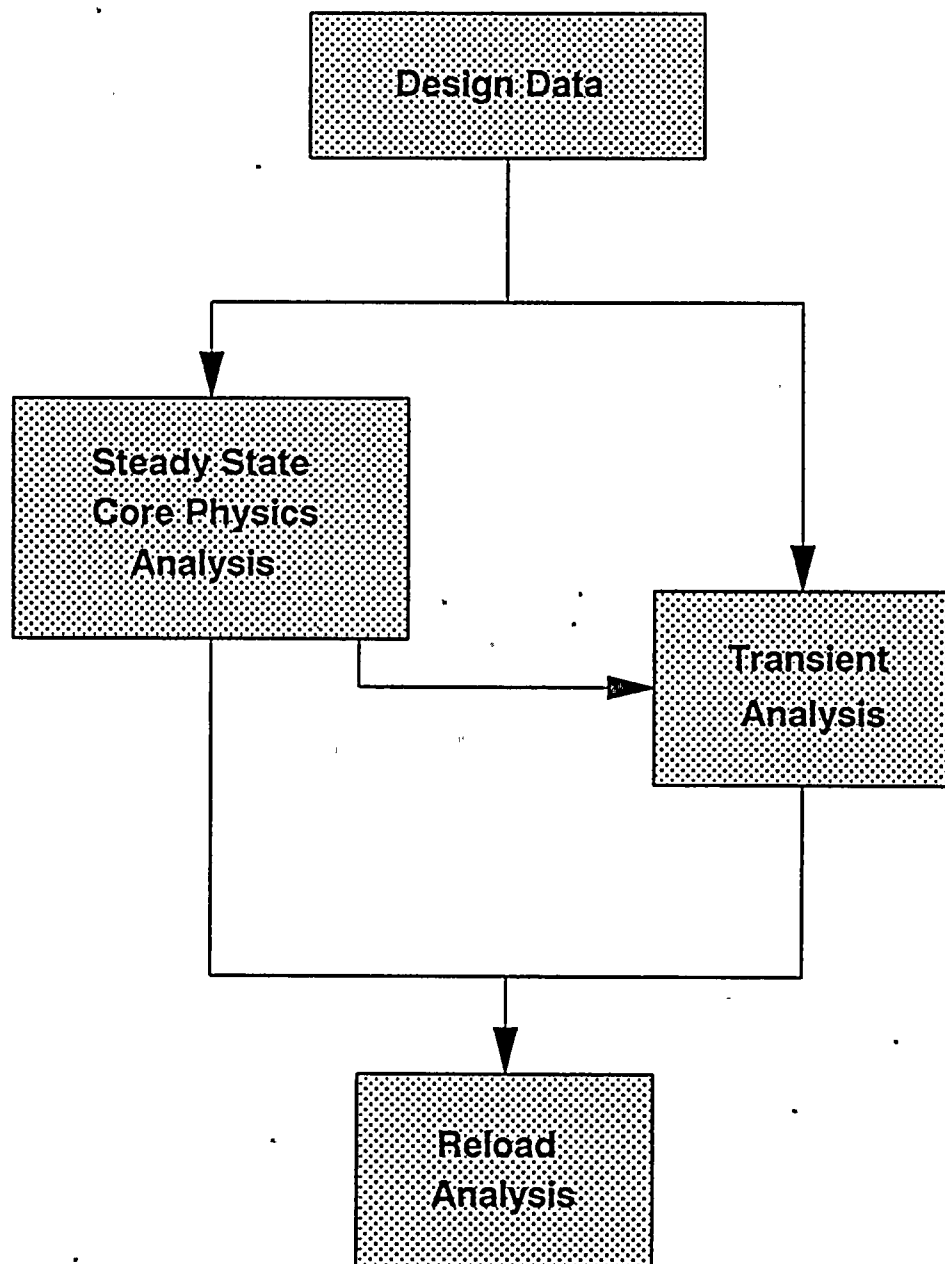 Design Data
Steady State
Core Physics
Analysis
Transient
Analysis
Reload
Analysis